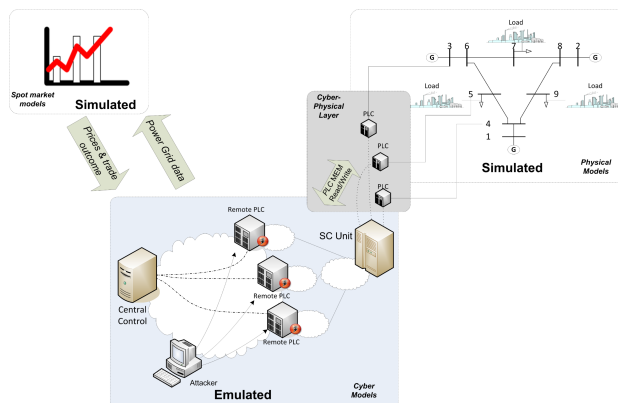 Spot market
models
Simulated
Prices & trade
outcome
Power Grid data
Cyber-
Physical
Layer
PLC
PLC
PLC
PLC MEM
Read/Write
Load
G
3
6
7
8
2
G
Load
5
9
Load
4
1
G
Simulated
Physical
Models
Remote PLC
SC Unit
Remote PLC
Central
Control
Remote PLC
Attacker
Emulated
Cyber
Models